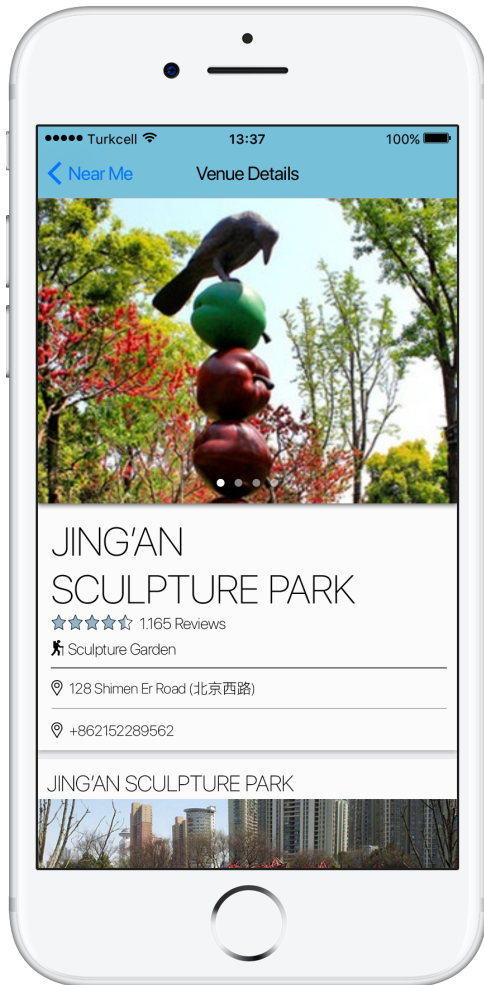 Turkcell 13:37 100%
Near Me Venue Details
JING’AN
SCULPTURE PARK
1.165 Reviews
Sculpture Garden
128 Shimen Er Road (北京西路)
+862152289562
JING’AN SCULPTURE PARK